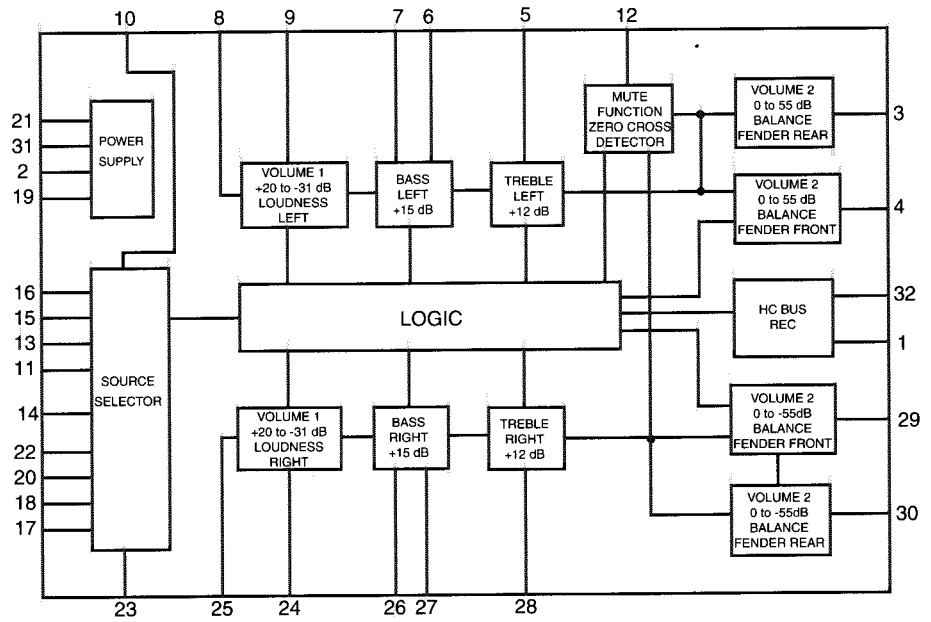 10 8 9 7 6 5 12
21
31
2
19
POWER
SUPPLY
VOLUME 1
+20 to -31 dB
LOUDNESS
LEFT
BASS
LEFT
+15 dB
TREBLE
LEFT
+12 dB
MUTE
FUNCTION
ZERO CROSS
DETECTOR
VOLUME 2
0 to 55 dB
BALANCE
FENDER REAR
3
VOLUME 2
0 to 55 dB
BALANCE
FENDER FRONT
4
16
15
13
11
14
22
20
18
17
SOURCE
SELECTOR
LOGIC
HC BUS
REC
32
1
VOLUME 1
+20 to -31 dB
LOUDNESS
RIGHT
BASS
RIGHT
+15 dB
TREBLE
RIGHT
+12 dB
VOLUME 2
0 to -55dB
BALANCE
FENDER FRONT
29
VOLUME 2
0 to -55dB
BALANCE
FENDER REAR
30
23 25 24 26 27 28